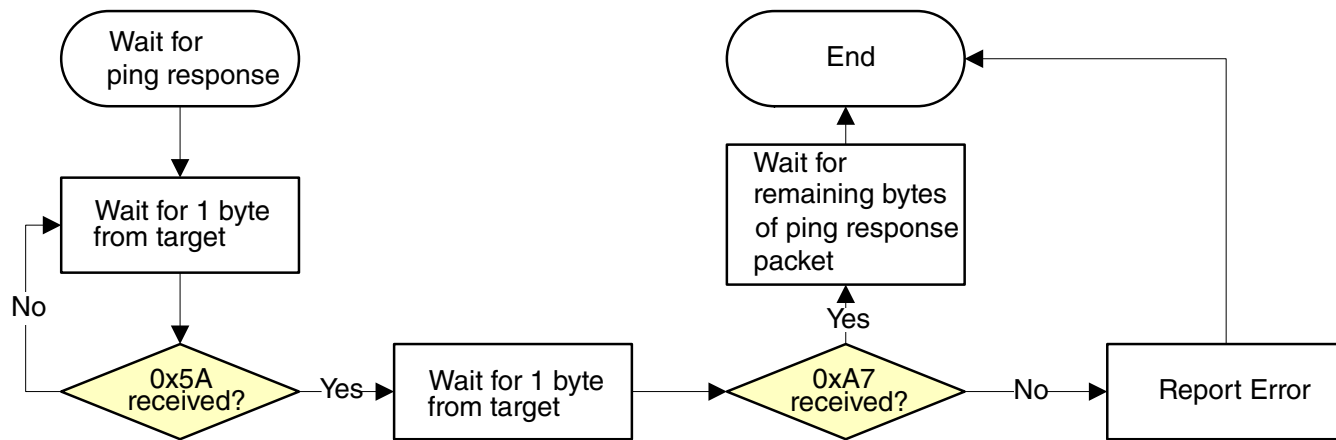 Wait for
ping response
Wait for 1 byte
from target
No
0x5A
received?
Yes
Wait for 1 byte
from target
0xA7
received?
Yes
Wait for
remaining bytes
of ping response
packet
End
No
Report Error